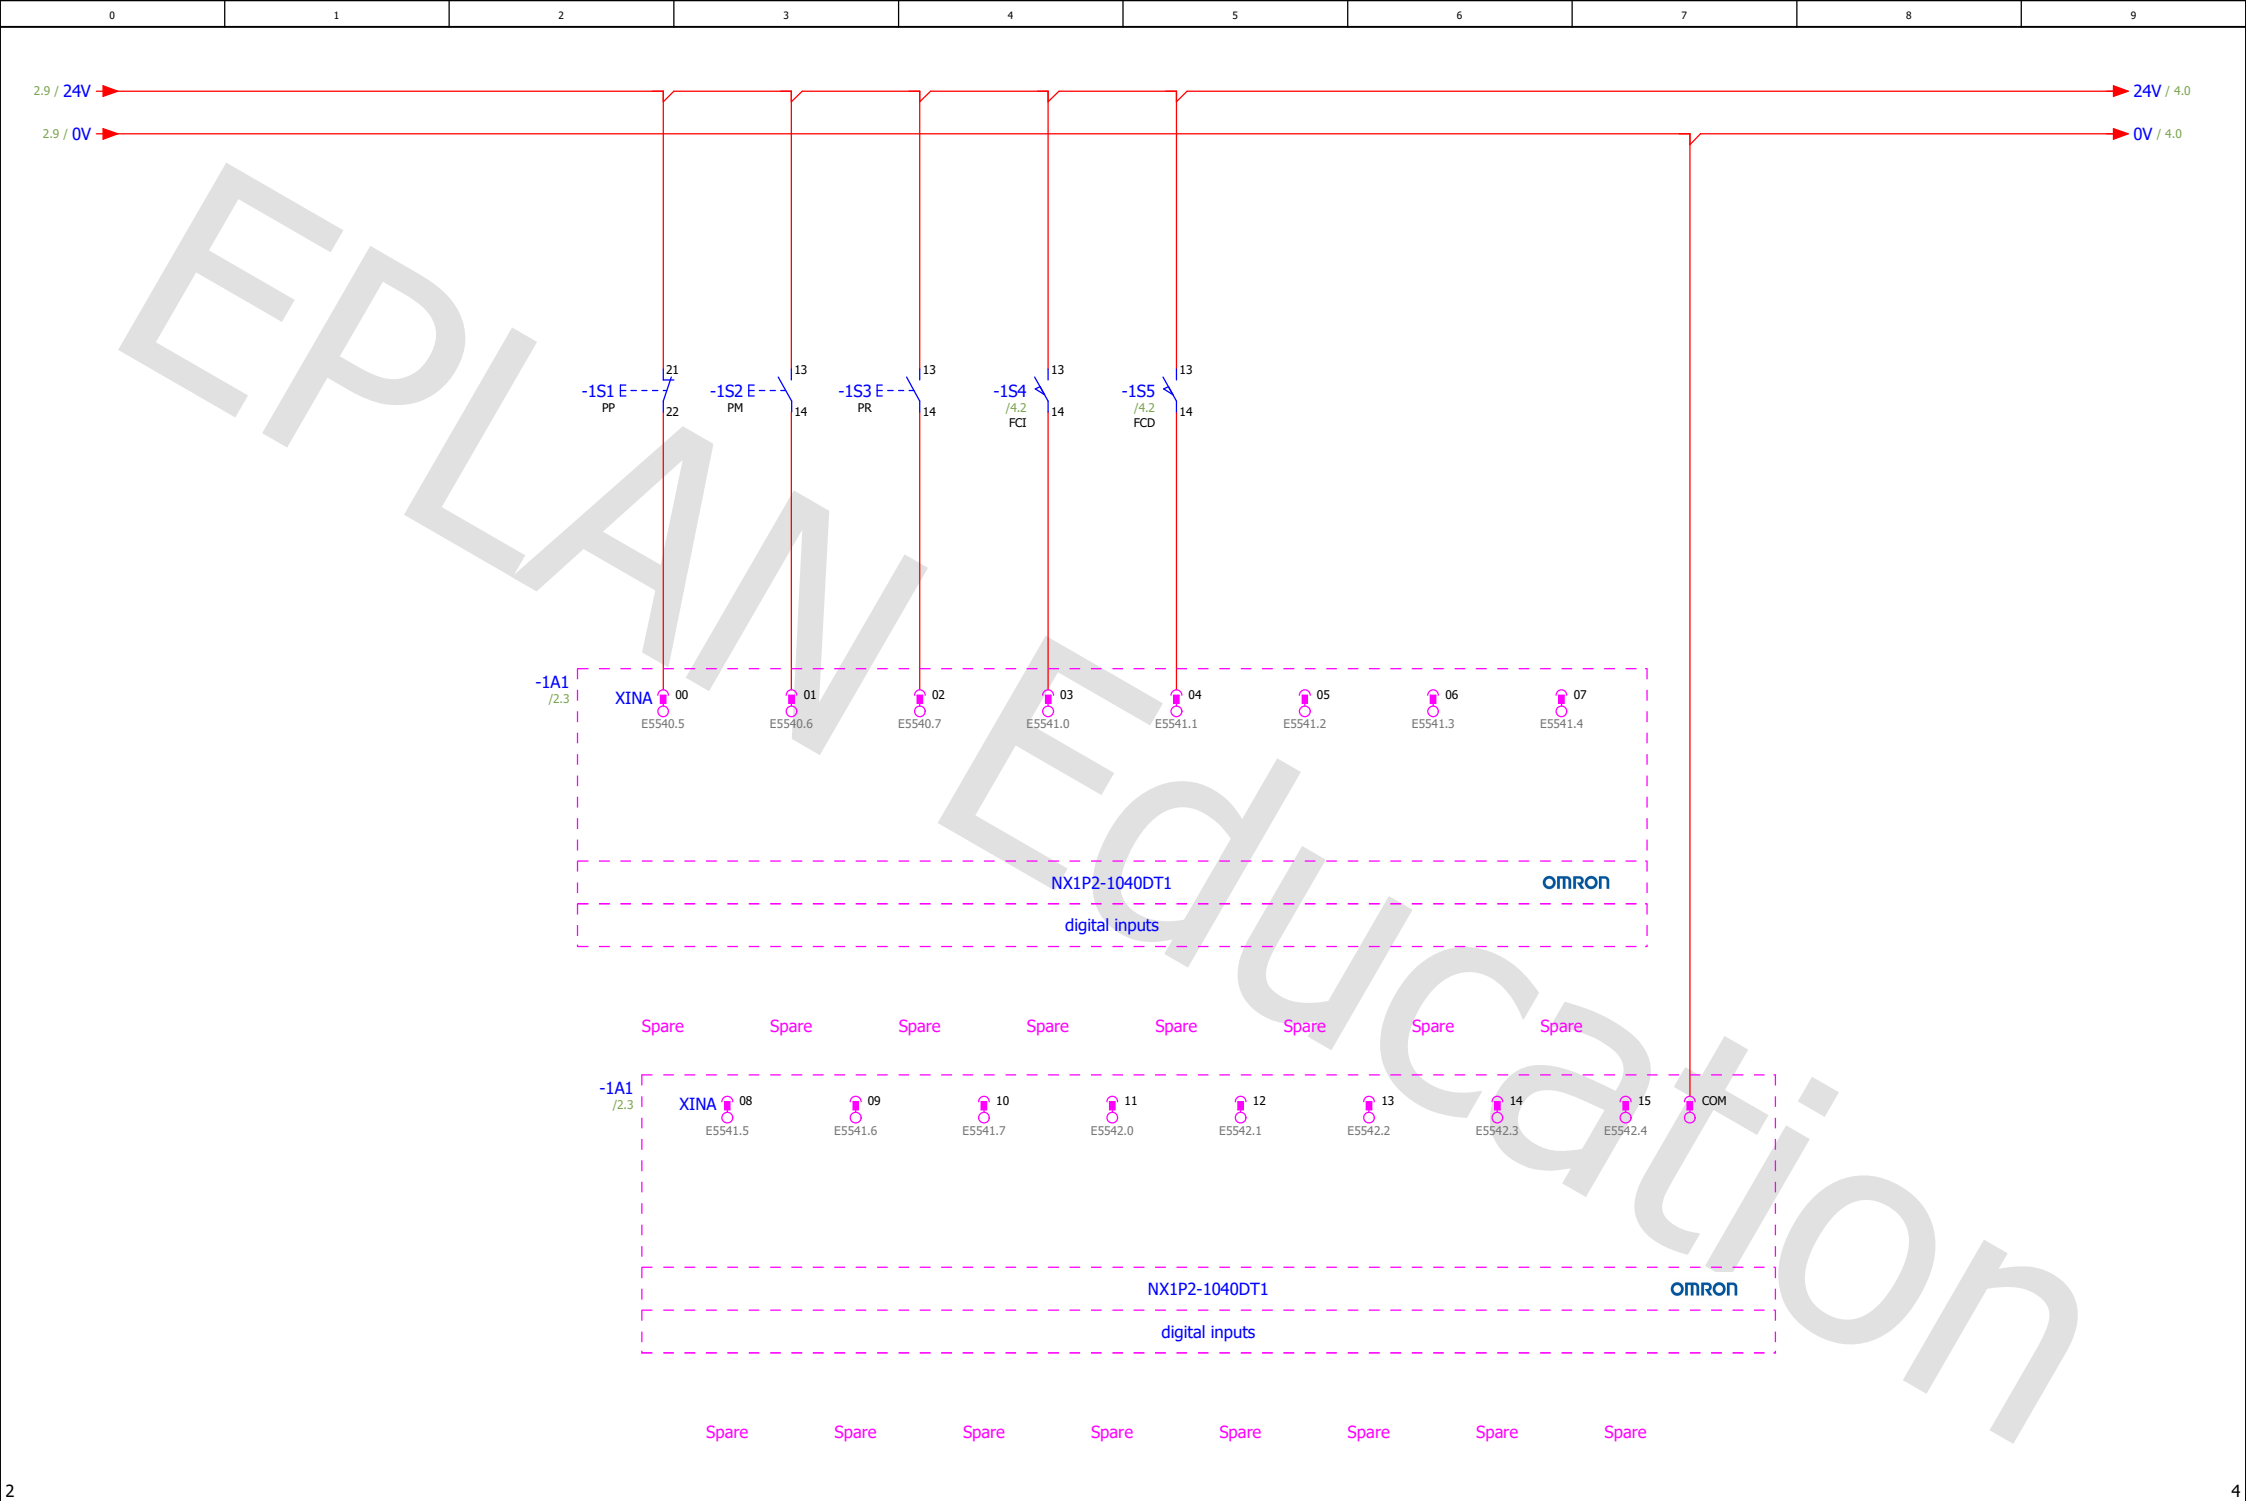 0 1 2 3 4 5 6 7 8 9
2.9 / 24V 24V / 4.0
2.9 / 0V 0V / 4.0
EPLAN Education
21 13 13 13 13
-1S1 -1S2 -1S3 -1S4 -1S5
PP PM PR /4.2 /4.2
22 14 14 14 14
FCI FCD
-1A1
/2.3
XINA 00 01 02 03 04 05 06 07
E5540.5 E5540.6 E5540.7 E5541.0 E5541.1 E5541.2 E5541.3 E5541.4
NX1P2-1040DT1 OMRON
digital inputs
Spare Spare Spare Spare Spare Spare Spare Spare
-1A1
/2.3
XINA 08 09 10 11 12 13 14 15 COM
E5541.5 E5541.6 E5541.7 E5542.0 E5542.1 E5542.2 E5542.3 E5542.4
NX1P2-1040DT1 OMRON
digital inputs
Spare Spare Spare Spare Spare Spare Spare Spare
2 4